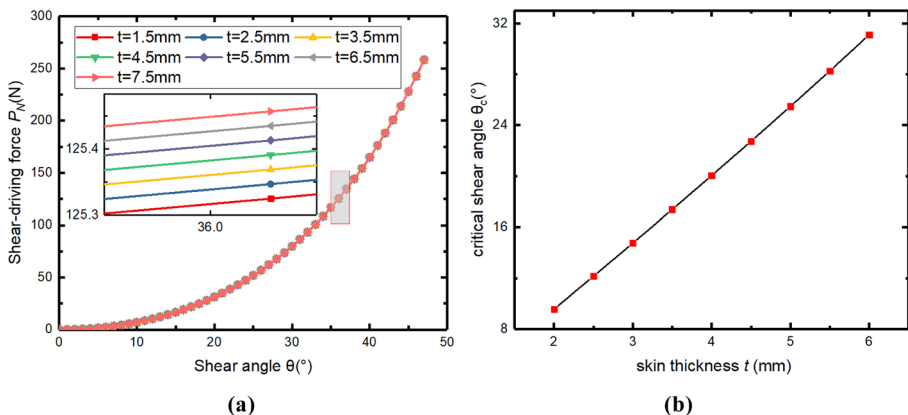 300
250
200
150
100
50
0
Shear-driving force P_N(N)
t=1.5mm t=2.5mm t=3.5mm
t=4.5mm t=5.5mm t=6.5mm
t=7.5mm
125.4
125.3
36.0
0 10 20 30 40 50
Shear angle θ(°)
(a)
32
24
16
8
critical shear angle θ_c(°)
2 3 4 5 6
skin thickness t (mm)
(b)